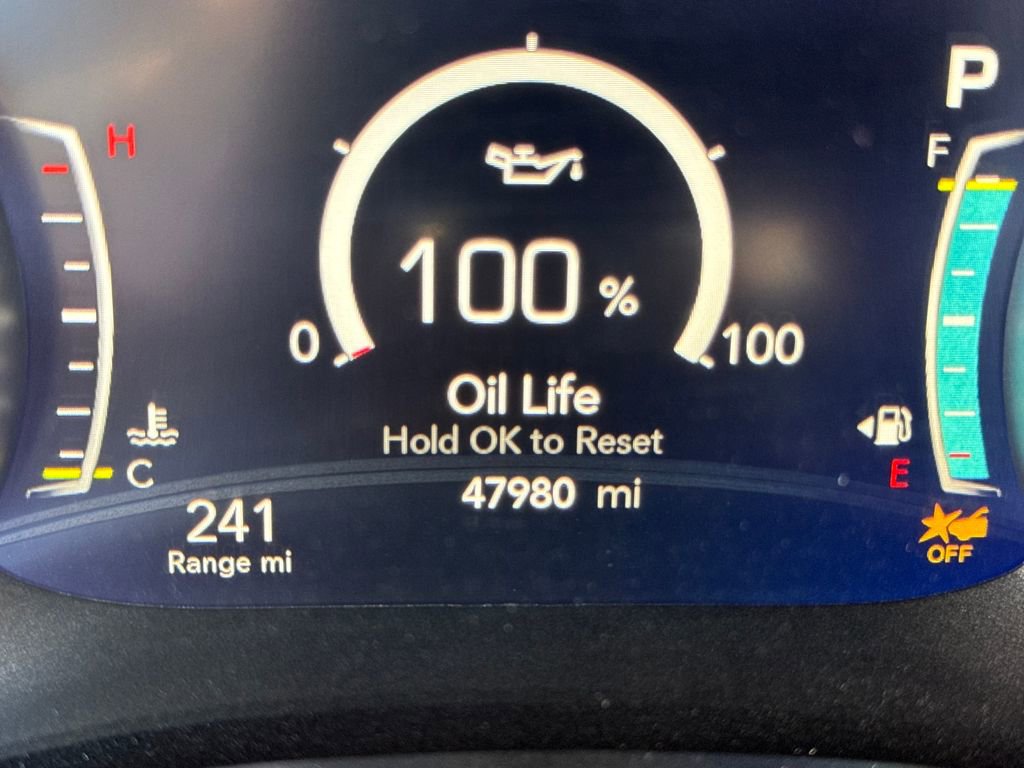 P
H
F
100 %
0
100
Oil Life
Hold OK to Reset
C
E
47980 mi
241
Range mi
OFF